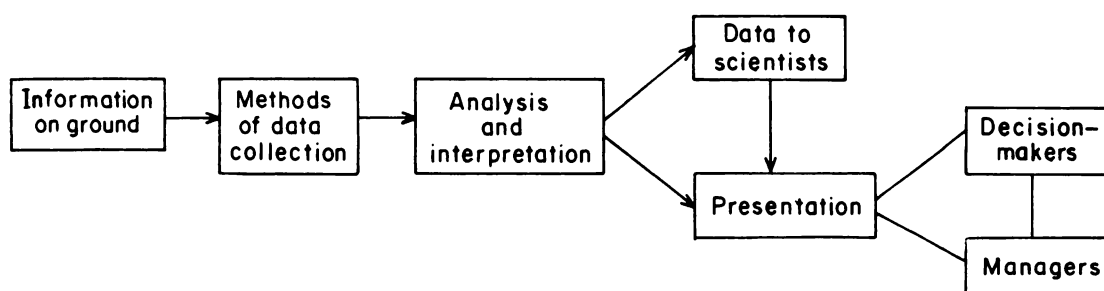 Information
on ground
Methods
of data
collection
Analysis
and
interpretation
Data to
scientists
Presentation
Decision-
makers
Managers